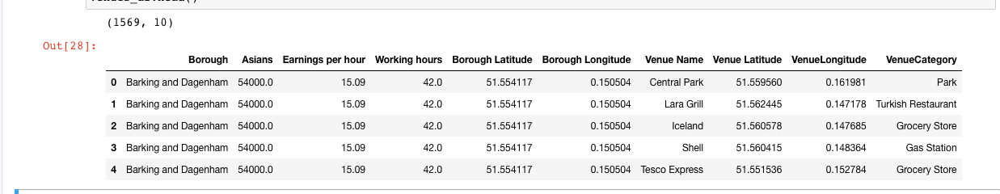 (1569, 10)
Out[28]:
Borough Asians Earnings per hour Working hours Borough Latitude Borough Longitude Venue Name Venue Latitude VenueLongitude VenueCategory
0 Barking and Dagenham 54000.0 15.09 42.0 51.554117 0.150504 Central Park 51.559560 0.161981 Park
1 Barking and Dagenham 54000.0 15.09 42.0 51.554117 0.150504 Lara Grill 51.562445 0.147178 Turkish Restaurant
2 Barking and Dagenham 54000.0 15.09 42.0 51.554117 0.150504 Iceland 51.560578 0.147685 Grocery Store
3 Barking and Dagenham 54000.0 15.09 42.0 51.554117 0.150504 Shell 51.560415 0.148364 Gas Station
4 Barking and Dagenham 54000.0 15.09 42.0 51.554117 0.150504 Tesco Express 51.551536 0.152784 Grocery Store